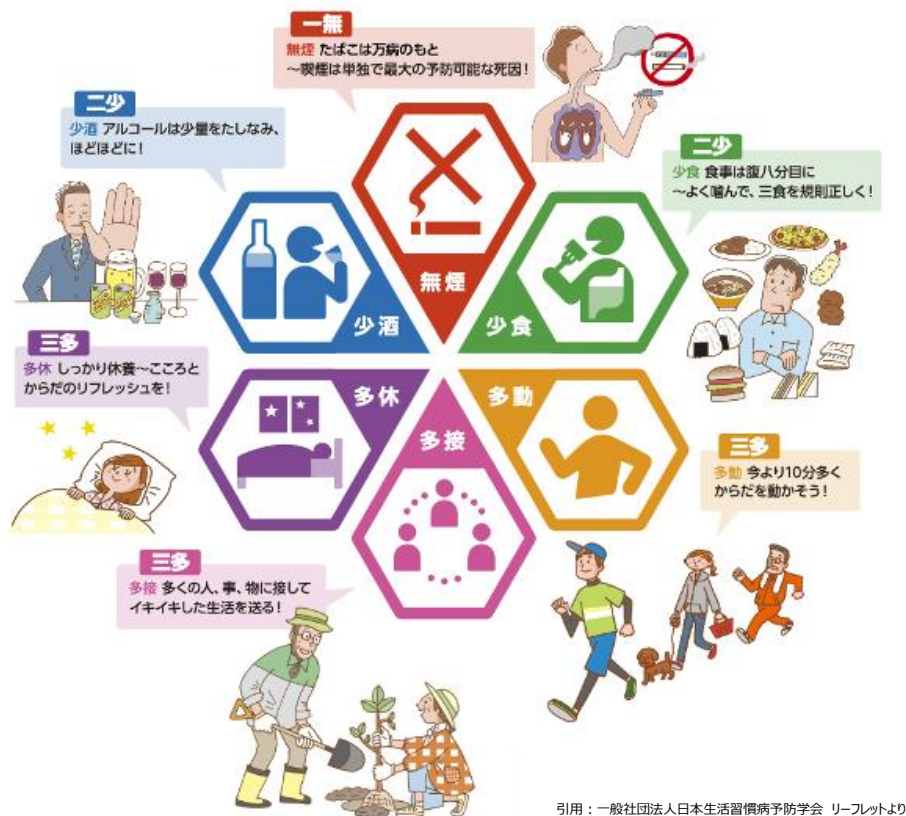 一無
無煙 たばこは万病のもと
～喫煙は単独で最大の予防可能な死因！
二少
少酒 アルコールは少量をたしなみ、
ほどほどに！
二少
少食 食事は腹八分目に
～よく噛んで、三食を規則正しく！
無煙
少酒
少食
三多
多休 しっかり休養～こころと
からだのリフレッシュを！
多休
多接
多動
三多
多動 今より10分多く
からだを動かそう！
三多
多接 多くの人、事、物に接して
イキイキした生活を送る！
引用：一般社団法人日本生活習慣病予防学会 リーフレットより